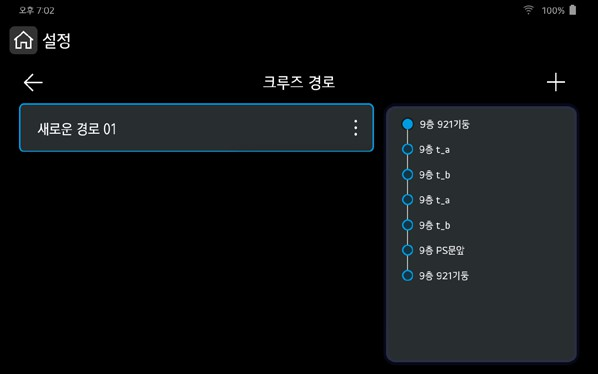 오후 7:02
100%
설정
크루즈 경로
새로운 경로 01
9층 921기둥
9층 t_a
9층 t_b
9층 t_a
9층 t_b
9층 PS문앞
9층 921기둥